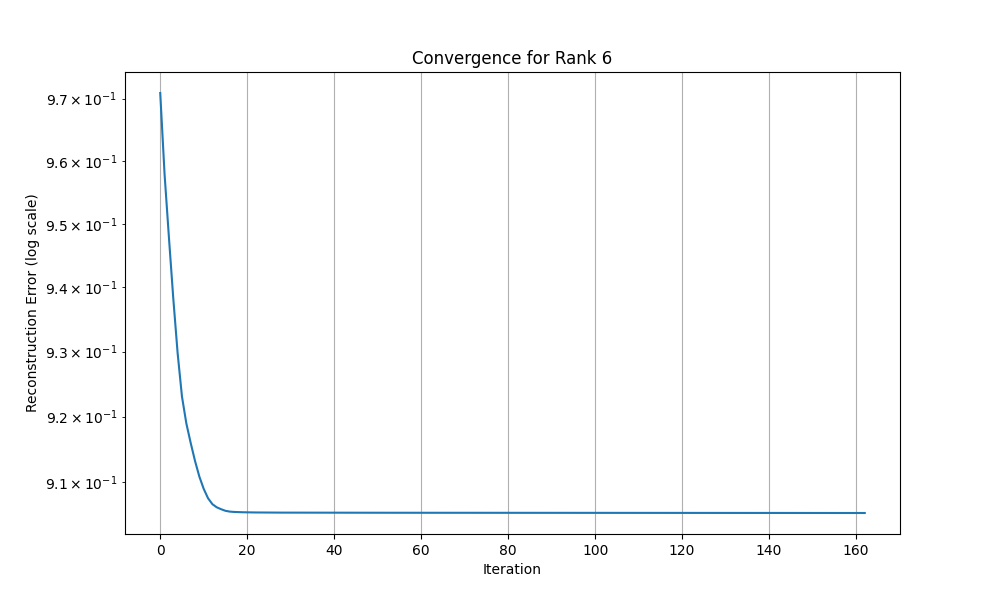 Convergence for Rank 6
Reconstruction Error (log scale)
9.7 × 10⁻¹
9.6 × 10⁻¹
9.5 × 10⁻¹
9.4 × 10⁻¹
9.3 × 10⁻¹
9.2 × 10⁻¹
9.1 × 10⁻¹
0 20 40 60 80 100 120 140 160
Iteration